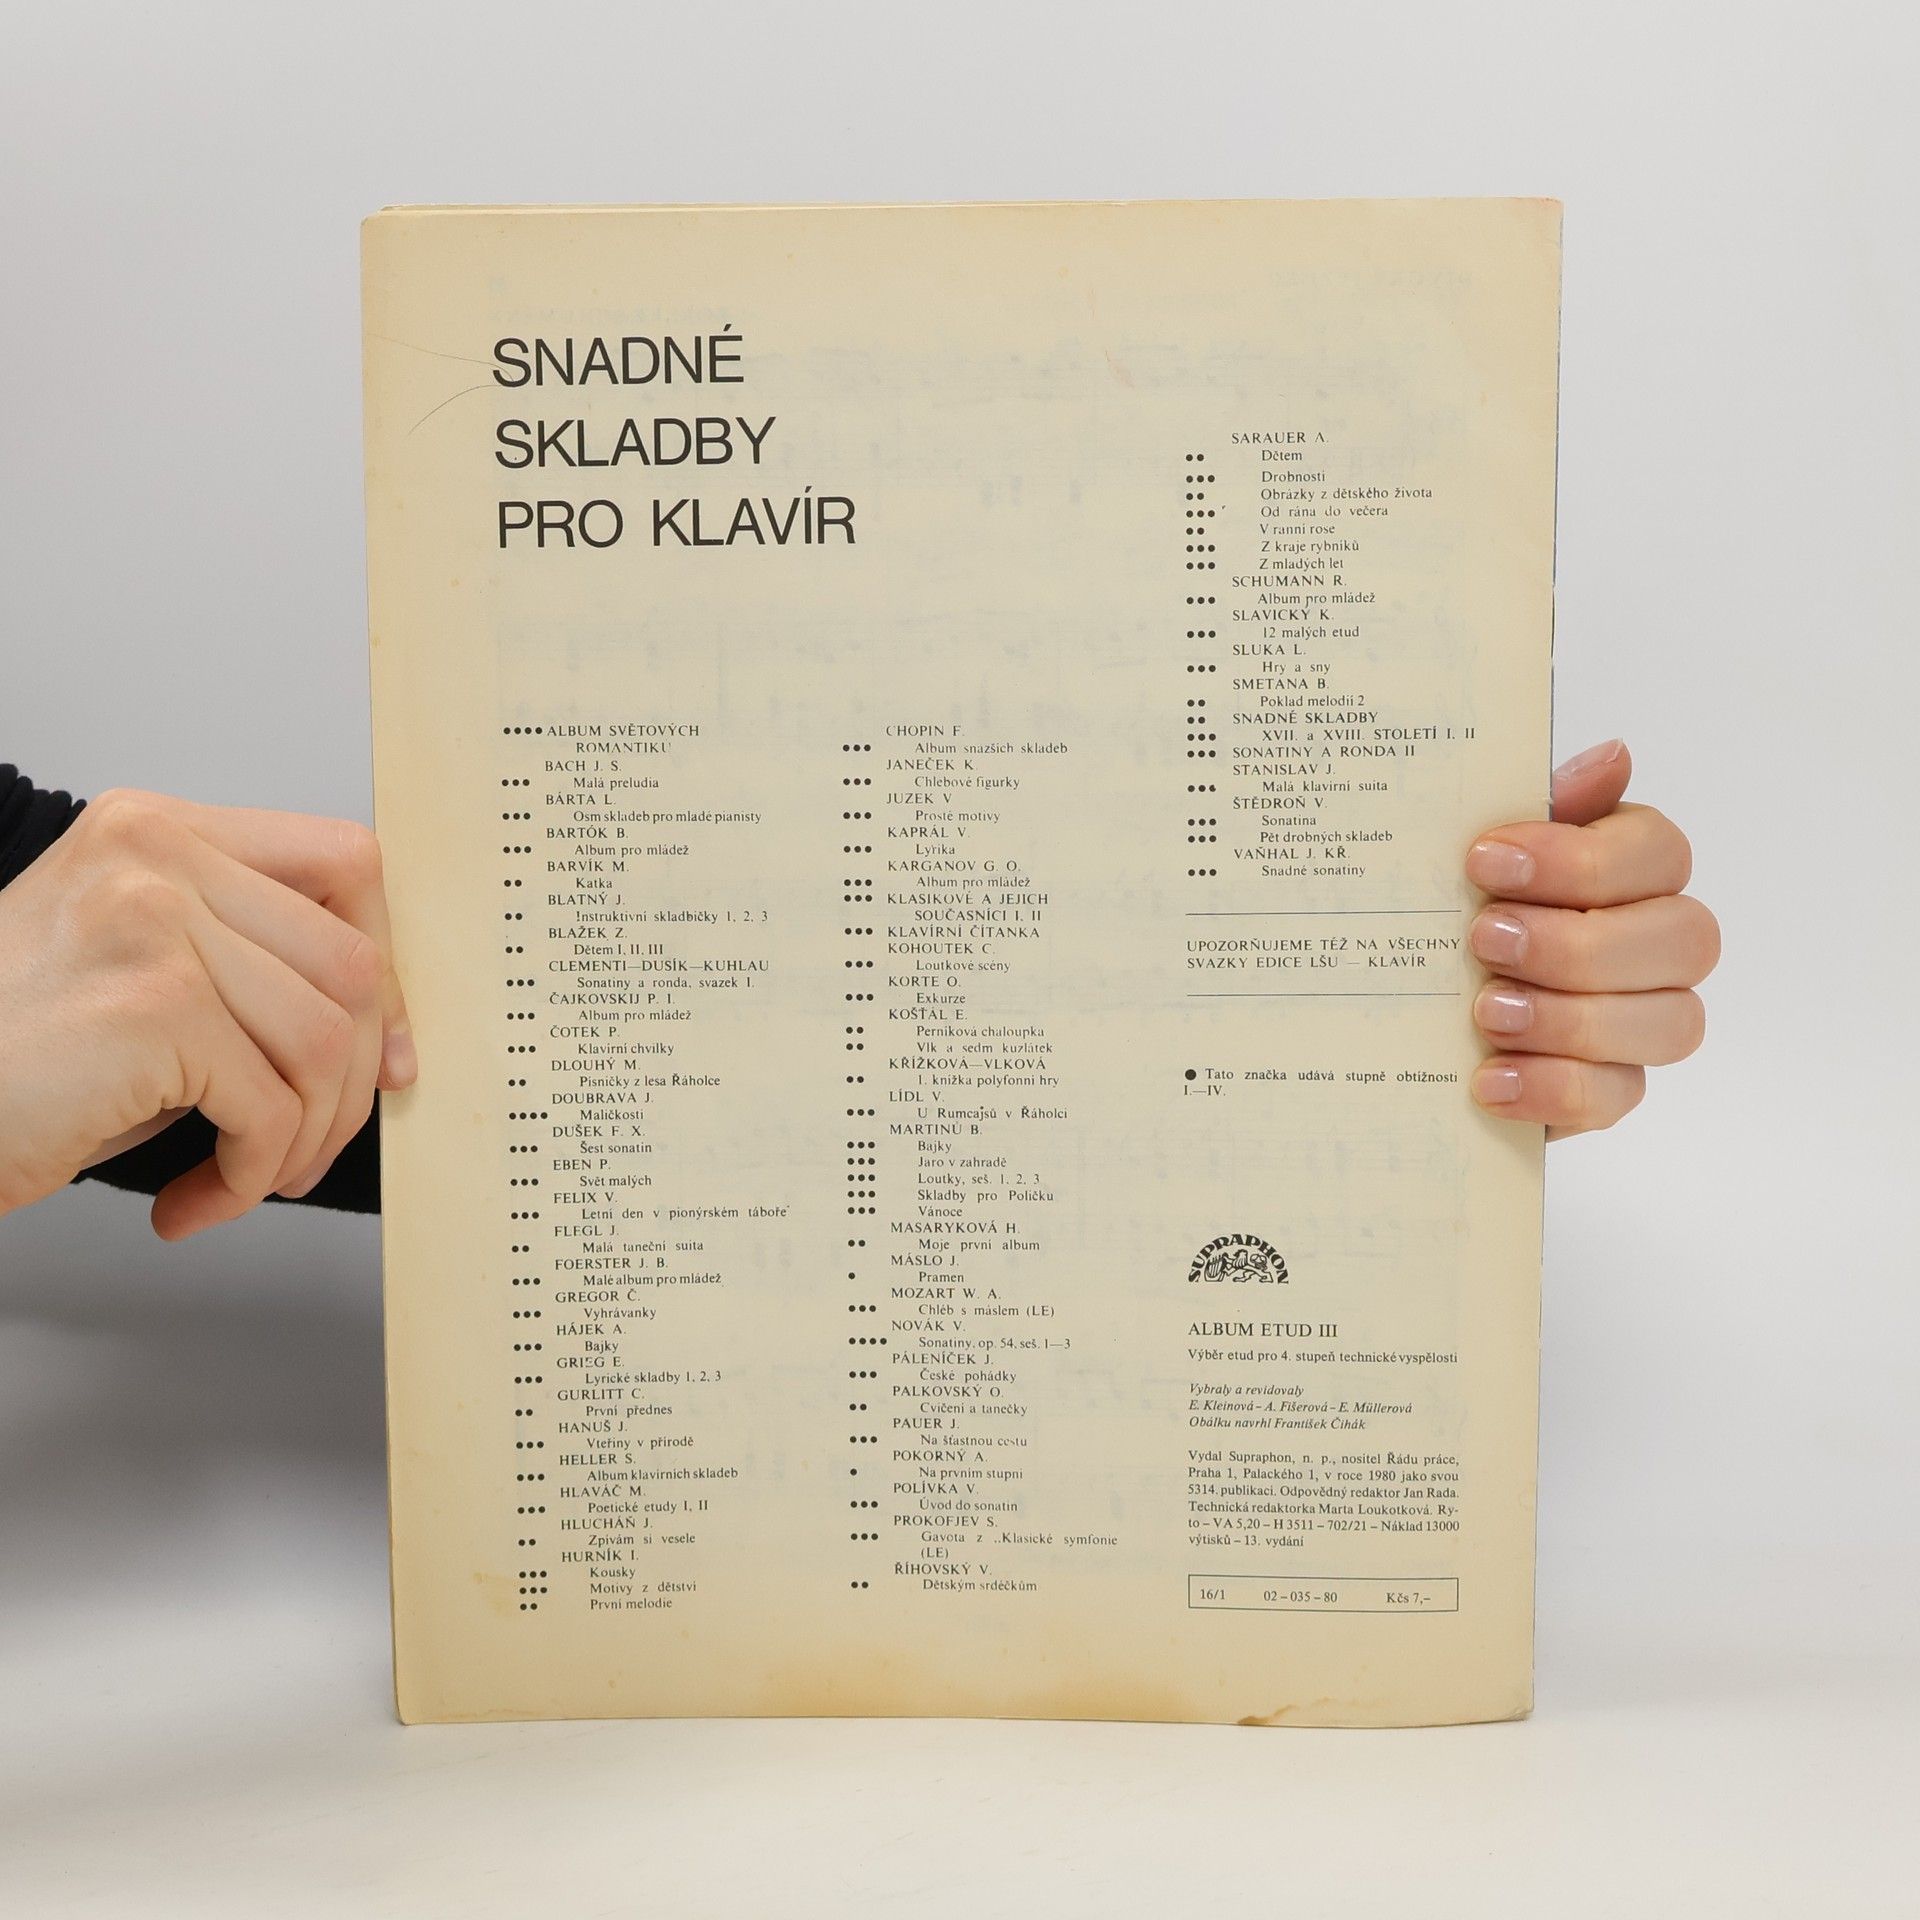 SNADNÉ
SKLADBY
PRO KLAVÍR
•••• ALBUM SVĚTOVÝCH
ROMANTIKŮ
BACH J. S.
••• Malá preludia
BÁRTA L.
••• Osm skladeb pro mladé pianisty
BARTÓK B.
••• Album pro mládež
BARVÍK M.
•• Katka
BLATNÝ J.
•• Instruktivní skladbičky 1, 2, 3
BLAŽEK Z.
•• Dětem I, II, III
CLEMENTI—DUSÍK—KUHLAU
••• Sonatiny a ronda, svazek I.
ČAJKOVSKIJ P. I.
••• Album pro mládež
ČOTEK P.
••• Klavírní chvilky
DLOUHÝ M.
•• Písničky z lesa Řáholce
DOUBRAVA J.
•••• Maličkosti
DUŠEK F. X.
••• Šest sonatin
EBEN P.
••• Svět malých
FELIX V.
••• Letní den v pionýrském táboře
FLEGL J.
•• Malá taneční suita
FOERSTER J. B.
••• Malé album pro mládež
GREGOR Č.
••• Vyhrávanky
HÁJEK A.
••• Bajky
GRIEG E.
••• Lyrické skladby 1, 2, 3
GURLITT C.
•• První přednes
HANUŠ J.
••• Vteřiny v přírodě
HELLER S.
••• Album klavírních skladeb
HLAVÁČ M.
••• Poetické etudy I, II
HLUCHÁŇ J.
•• Zpívám si vesele
HURNÍK I.
••• Kousky
••• Motivy z dětství
•• První melodie
CHOPIN F.
••• Album snazších skladeb
JANEČEK K.
••• Chlebové figurky
JUZEK V
••• Prosté motivy
KAPRÁL V.
••• Lyrika
KARGANOV G. O.
••• Album pro mládež
••• KLASIKOVÉ A JEJICH
SOUČASNÍCI I, II
••• KLAVÍRNÍ ČÍTANKA
KOHOUTEK C.
••• Loutkové scény
KORTE O.
••• Exkurze
KOŠŤÁL E.
•• Perníková chaloupka
•• Vlk a sedm kůzlátek
KŘÍŽKOVÁ—VLKOVÁ
•• 1. knížka polyfonní hry
LÍDL V.
••• U Rumcajsů v Řáholci
MARTINŮ B.
••• Bajky
••• Jaro v zahradě
••• Loutky, seš. 1, 2, 3
••• Skladby pro Poličku
••• Vánoce
MASARYKOVÁ H.
•• Moje první album
MÁSLO J.
• Pramen
MOZART W. A.
••• Chléb s máslem (LE)
NOVÁK V.
•••• Sonatiny, op. 54, seš. 1—3
PÁLENÍČEK J.
••• České pohádky
PALKOVSKÝ O.
•• Cvičení a tanečky
PAUER J.
••• Na šťastnou cestu
POKORNÝ A.
• Na prvním stupni
POLÍVKA V.
••• Úvod do sonatin
PROKOFJEV S.
••• Gavota z „Klasické symfonie
(LE)
ŘÍHOVSKÝ V.
•• Dětským srdéčkům
SARAUER A.
•• Dětem
••• Drobnosti
•• Obrázky z dětského života
••• Od rána do večera
•• V ranní rose
••• Z kraje rybníků
••• Z mladých let
SCHUMANN R.
••• Album pro mládež
SLAVICKÝ K.
••• 12 malých etud
SLUKA L.
••• Hry a sny
SMETANA B.
•• Poklad melodií 2
•• SNADNÉ SKLADBY
••• XVII. a XVIII. STOLETÍ I, II
••• SONATINY A RONDA II
STANISLAV J.
••• Malá klavírní suita
ŠTĚDROŇ V.
••• Sonatina
••• Pět drobných skladeb
VAŇHAL J. KŘ.
••• Snadné sonatiny
UPOZORŇUJEME TÉŽ NA VŠECHNY
SVAZKY EDICE LŠU — KLAVÍR
● Tato značka udává stupně obtížnosti
I.—IV.
SUPRAPHON
ALBUM ETUD III
Výběr etud pro 4. stupeň technické vyspělosti
Vybraly a revidovaly
E. Kleinová – A. Fišerová – E. Müllerová
Obálku navrhl František Čihák
Vydal Supraphon, n. p., nositel Řádu práce,
Praha 1, Palackého 1, v roce 1980 jako svou
5314. publikaci. Odpovědný redaktor Jan Rada.
Technická redaktorka Marta Loukotková. Ry-
to – VA 5,20 – H 3511 – 702/21 – Náklad 13000
výtisků – 13. vydání
16/1 02 – 035 – 80 Kčs 7,–